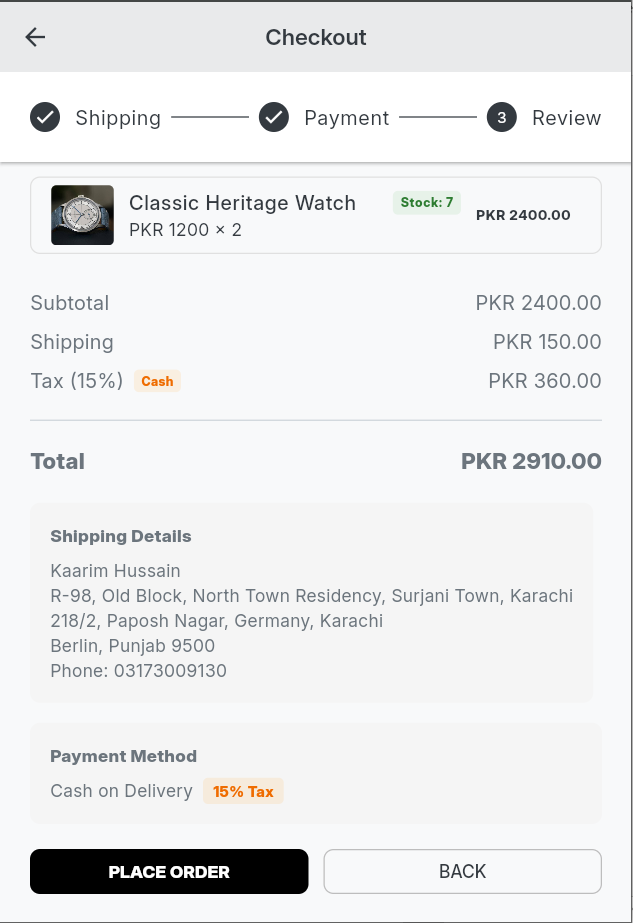 Checkout
Shipping
Payment
3 Review
Classic Heritage Watch
Stock: 7
PKR 2400.00
PKR 1200 × 2
Subtotal PKR 2400.00
Shipping PKR 150.00
Tax (15%) Cash PKR 360.00
Total PKR 2910.00
Shipping Details
Kaarim Hussain
R-98, Old Block, North Town Residency, Surjani Town, Karachi
218/2, Paposh Nagar, Germany, Karachi
Berlin, Punjab 9500
Phone: 03173009130
Payment Method
Cash on Delivery 15% Tax
PLACE ORDER
BACK